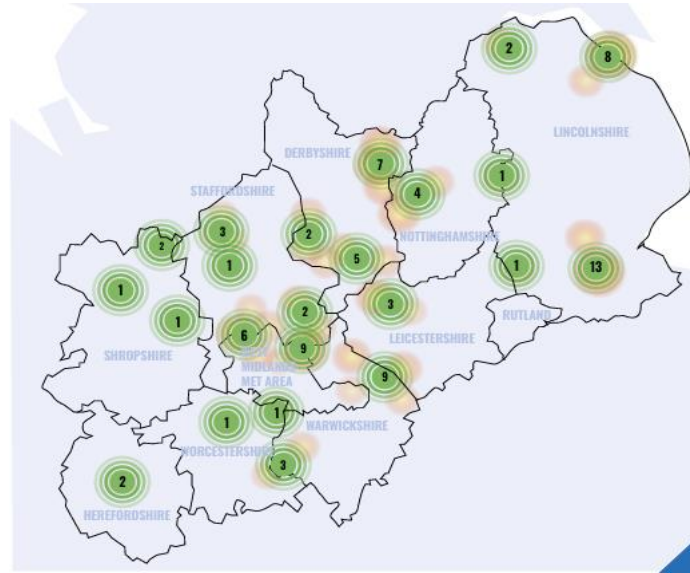 2
8
LINCOLNSHIRE
DERBYSHIRE
7
1
STAFFORDSHIRE
4
3
2
NOTTINGHAMSHIRE
2
5
1
1
13
1
2
3
RUTLAND
1
6
LEICESTERSHIRE
9
SHROPSHIRE
MIDLANDS
MET AREA
9
1
1
WARWICKSHIRE
WORCESTERSHIRE
3
2
HEREFORDSHIRE